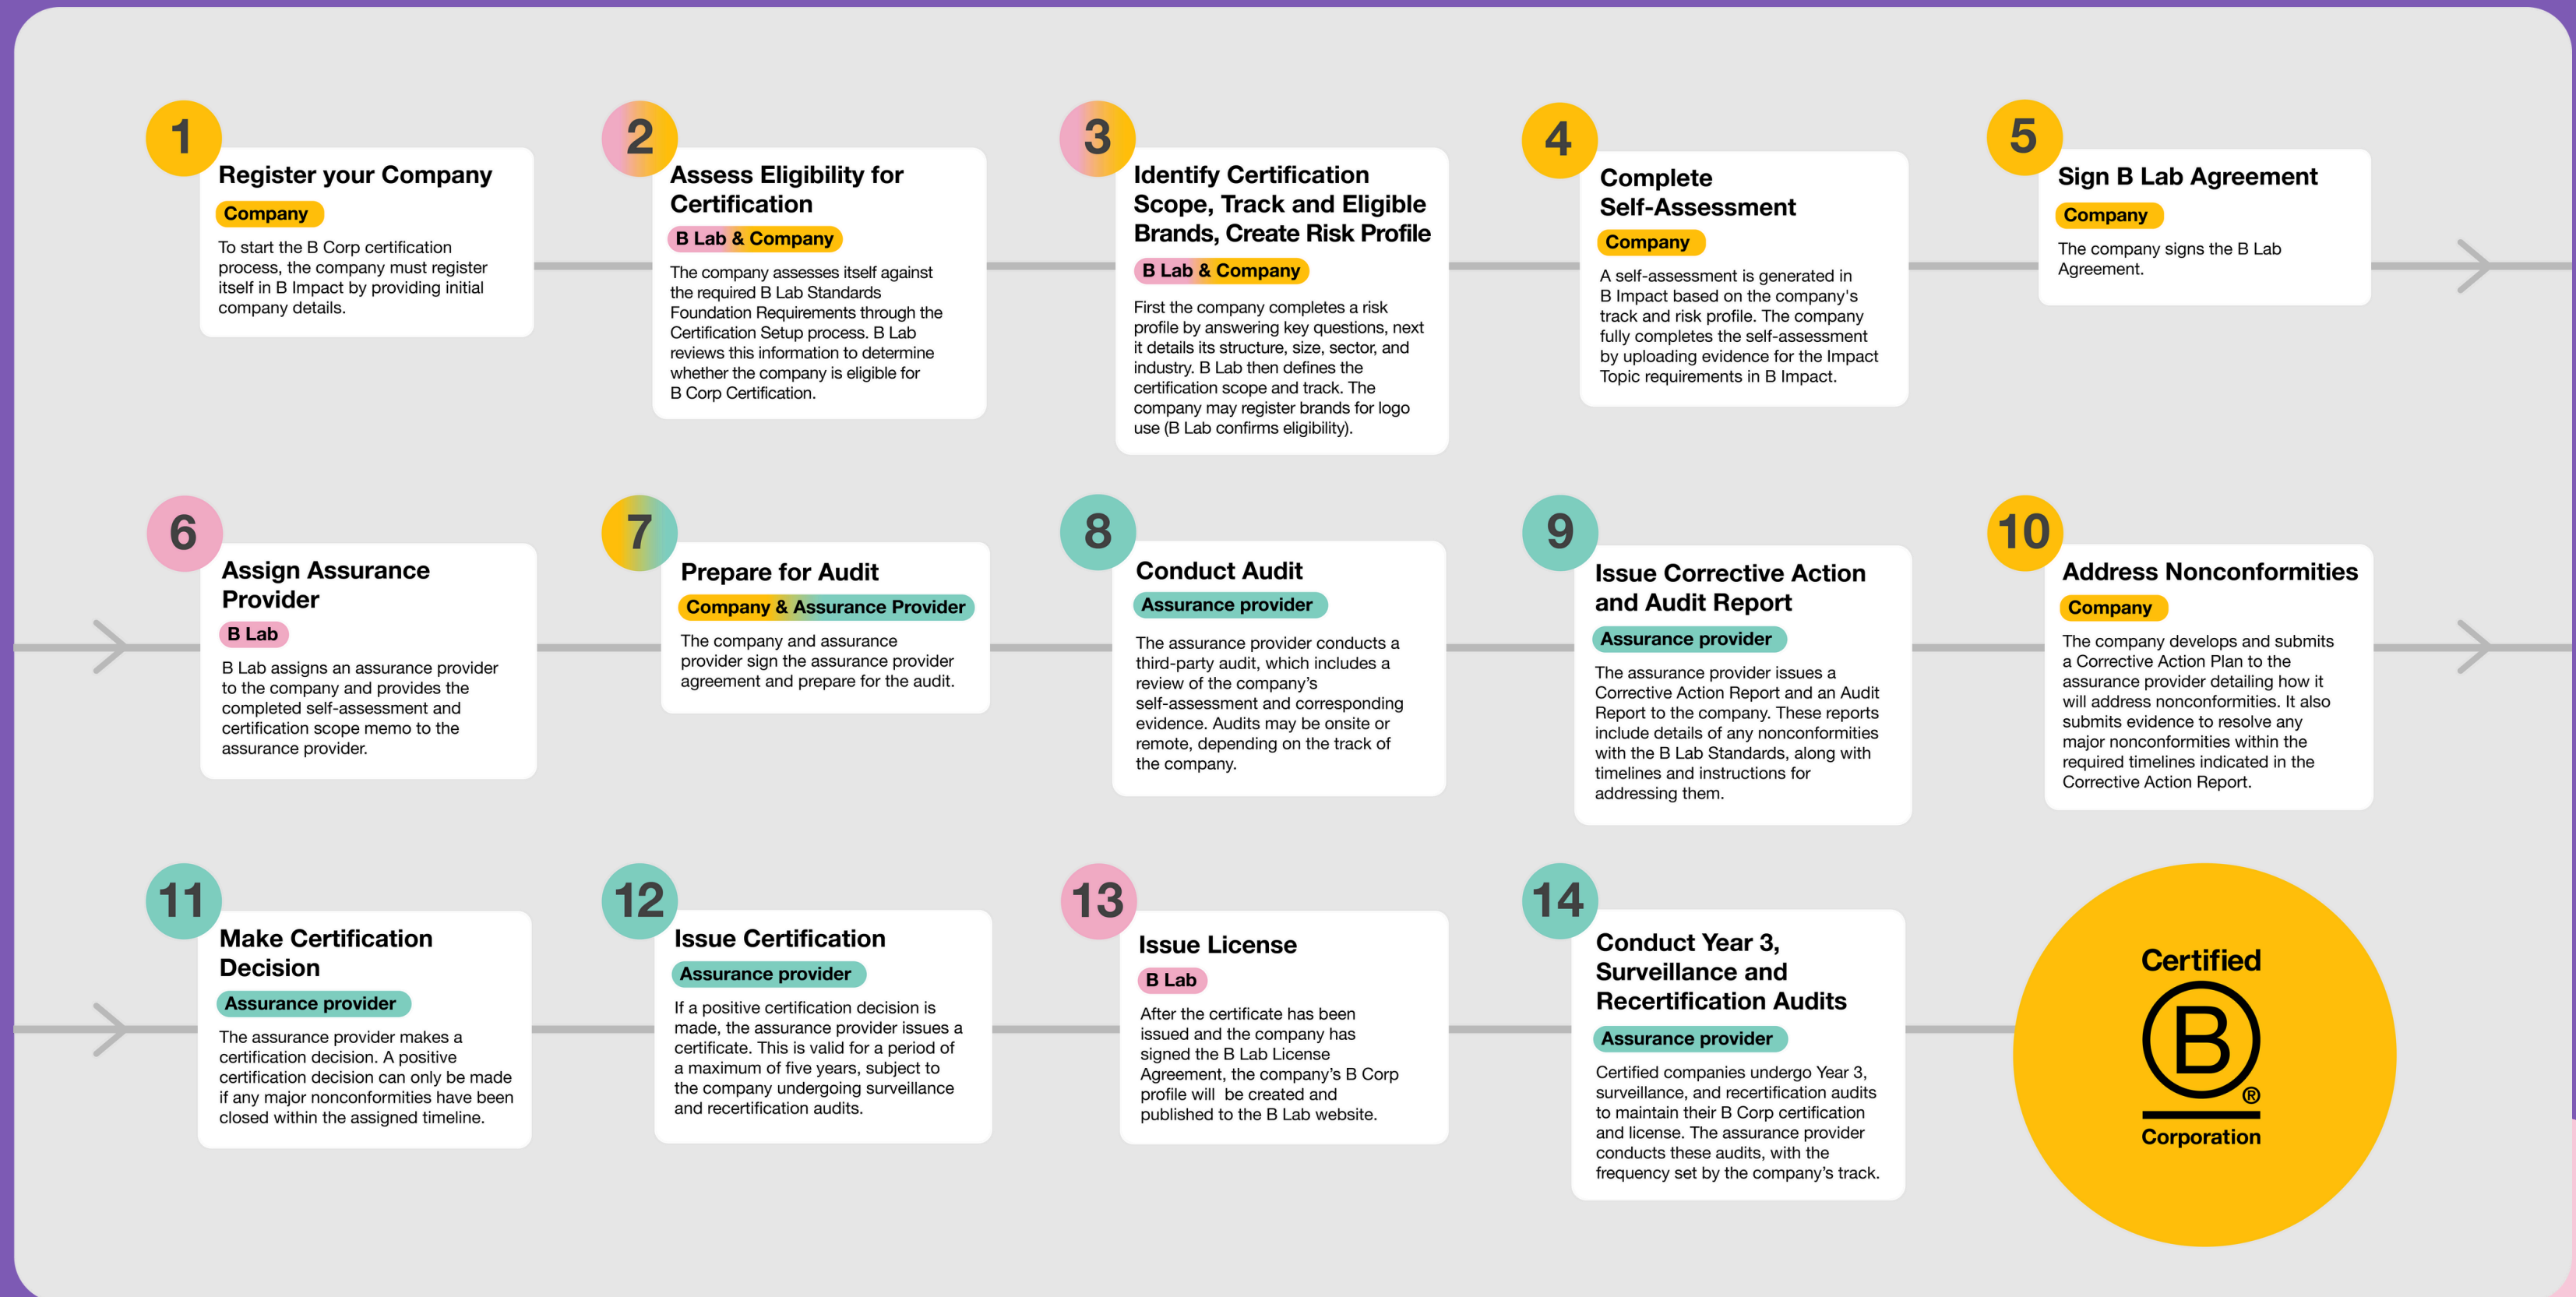 1
Register your Company
Company
To start the B Corp certification
process, the company must register
itself in B Impact by providing initial
company details.
2
Assess Eligibility for
Certification
B Lab & Company
The company assesses itself against
the required B Lab Standards
Foundation Requirements through the
Certification Setup process. B Lab
reviews this information to determine
whether the company is eligible for
B Corp Certification.
3
Identify Certification
Scope, Track and Eligible
Brands, Create Risk Profile
B Lab & Company
First the company completes a risk
profile by answering key questions, next
it details its structure, size, sector, and
industry. B Lab then defines the
certification scope and track. The
company may register brands for logo
use (B Lab confirms eligibility).
4
Complete
Self-Assessment
Company
A self-assessment is generated in
B Impact based on the company's
track and risk profile. The company
fully completes the self-assessment
by uploading evidence for the Impact
Topic requirements in B Impact.
5
Sign B Lab Agreement
Company
The company signs the B Lab
Agreement.
6
Assign Assurance
Provider
B Lab
B Lab assigns an assurance provider
to the company and provides the
completed self-assessment and
certification scope memo to the
assurance provider.
7
Prepare for Audit
Company & Assurance Provider
The company and assurance
provider sign the assurance provider
agreement and prepare for the audit.
8
Conduct Audit
Assurance provider
The assurance provider conducts a
third-party audit, which includes a
review of the company’s
self-assessment and corresponding
evidence. Audits may be onsite or
remote, depending on the track of
the company.
9
Issue Corrective Action
and Audit Report
Assurance provider
The assurance provider issues a
Corrective Action Report and an Audit
Report to the company. These reports
include details of any nonconformities
with the B Lab Standards, along with
timelines and instructions for
addressing them.
10
Address Nonconformities
Company
The company develops and submits
a Corrective Action Plan to the
assurance provider detailing how it
will address nonconformities. It also
submits evidence to resolve any
major nonconformities within the
required timelines indicated in the
Corrective Action Report.
11
Make Certification
Decision
Assurance provider
The assurance provider makes a
certification decision. A positive
certification decision can only be made
if any major nonconformities have been
closed within the assigned timeline.
12
Issue Certification
Assurance provider
If a positive certification decision is
made, the assurance provider issues a
certificate. This is valid for a period of
a maximum of five years, subject to
the company undergoing surveillance
and recertification audits.
13
Issue License
B Lab
After the certificate has been
issued and the company has
signed the B Lab License
Agreement, the company’s B Corp
profile will  be created and
published to the B Lab website.
14
Conduct Year 3,
Surveillance and
Recertification Audits
Assurance provider
Certified companies undergo Year 3,
surveillance, and recertification audits
to maintain their B Corp certification
and license. The assurance provider
conducts these audits, with the
frequency set by the company’s track.
Certified
B
®
Corporation